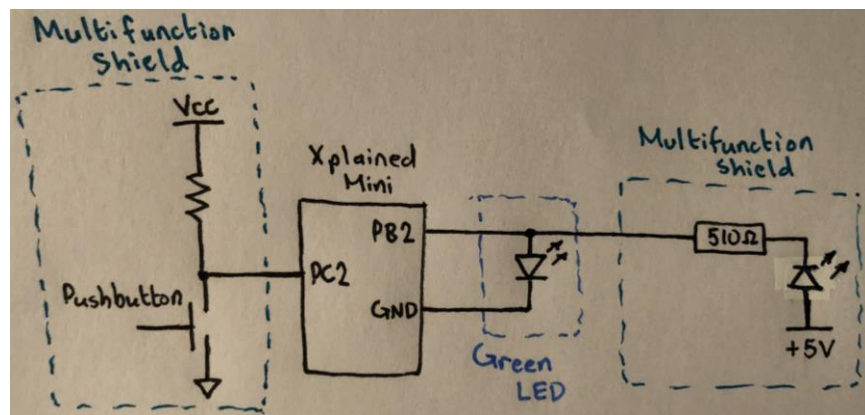 Multifunction
Shield
Vcc
Xplained
Mini
Multifunction
Shield
PB2
510Ω
PC2
Pushbutton
GND
+5V
Green
LED